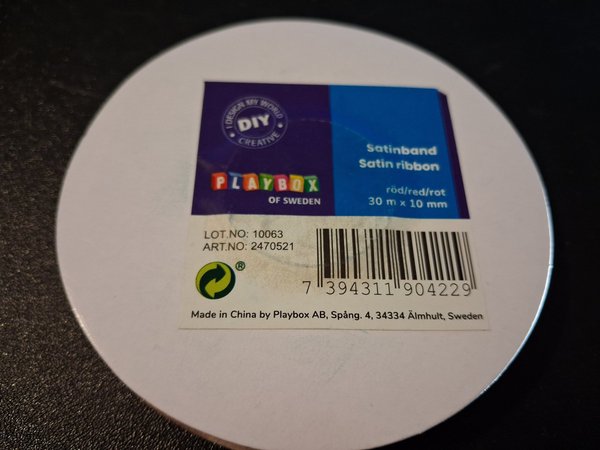 I DESIGN MY WORLD
DIY
CREATIVE
PLAYBOX
OF SWEDEN
Satinband
Satin ribbon
röd/red/rot
30 m x 10 mm
LOT.NO: 10063
ART.NO: 2470521
®
7 394311 904229
Made in China by Playbox AB, Spång. 4, 34334 Älmhult, Sweden